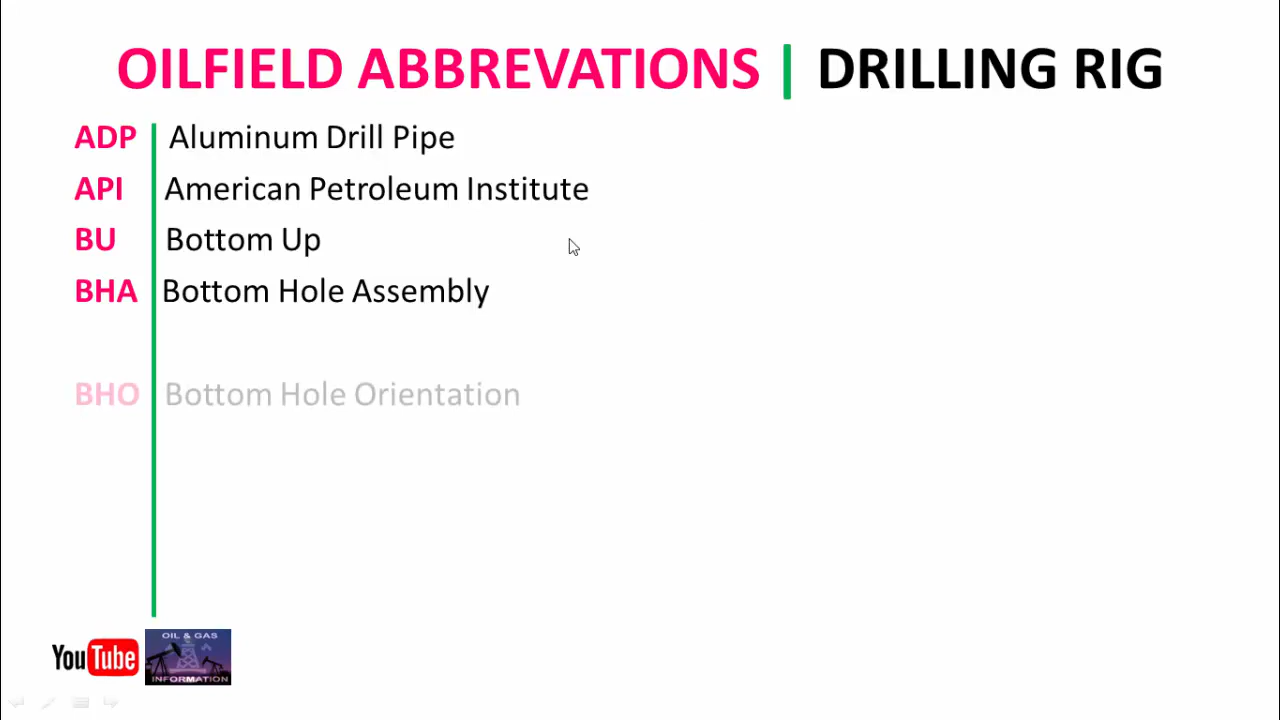 OILFIELD ABBREVATIONS | DRILLING RIG
ADP Aluminum Drill Pipe
API American Petroleum Institute
BU Bottom Up
BHA Bottom Hole Assembly
BHO Bottom Hole Orientation
YouTube
OIL & GAS
INFORMATION